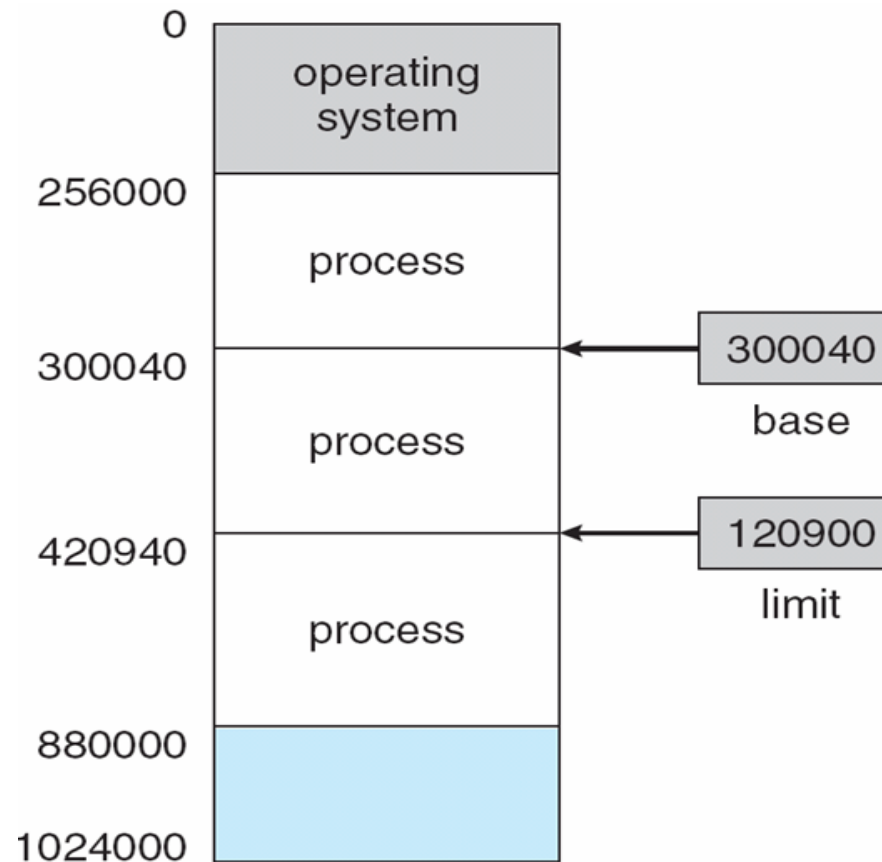 0
operating
system
256000
process
300040
300040
base
process
420940
120900
limit
process
880000
1024000